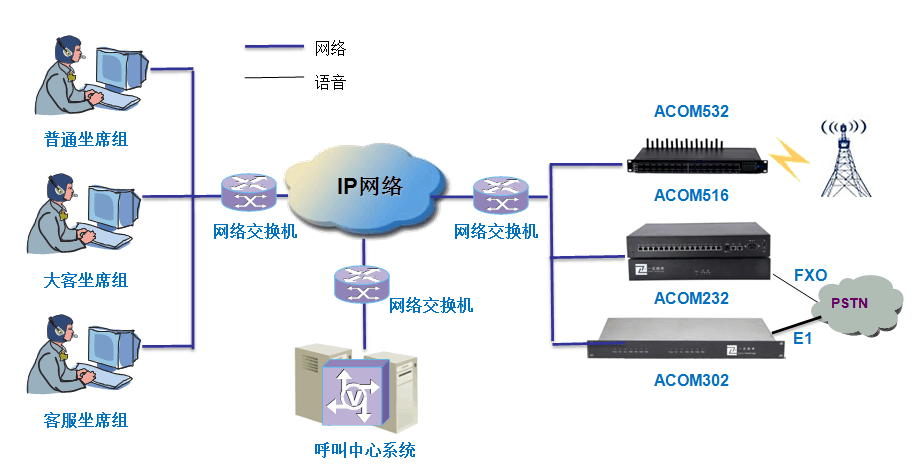 网络
语音
普通坐席组
大客坐席组
客服坐席组
网络交换机
IP网络
网络交换机
网络交换机
呼叫中心系统
ACOM532
ACOM516
ACOM232
FXO
PSTN
E1
ACOM302